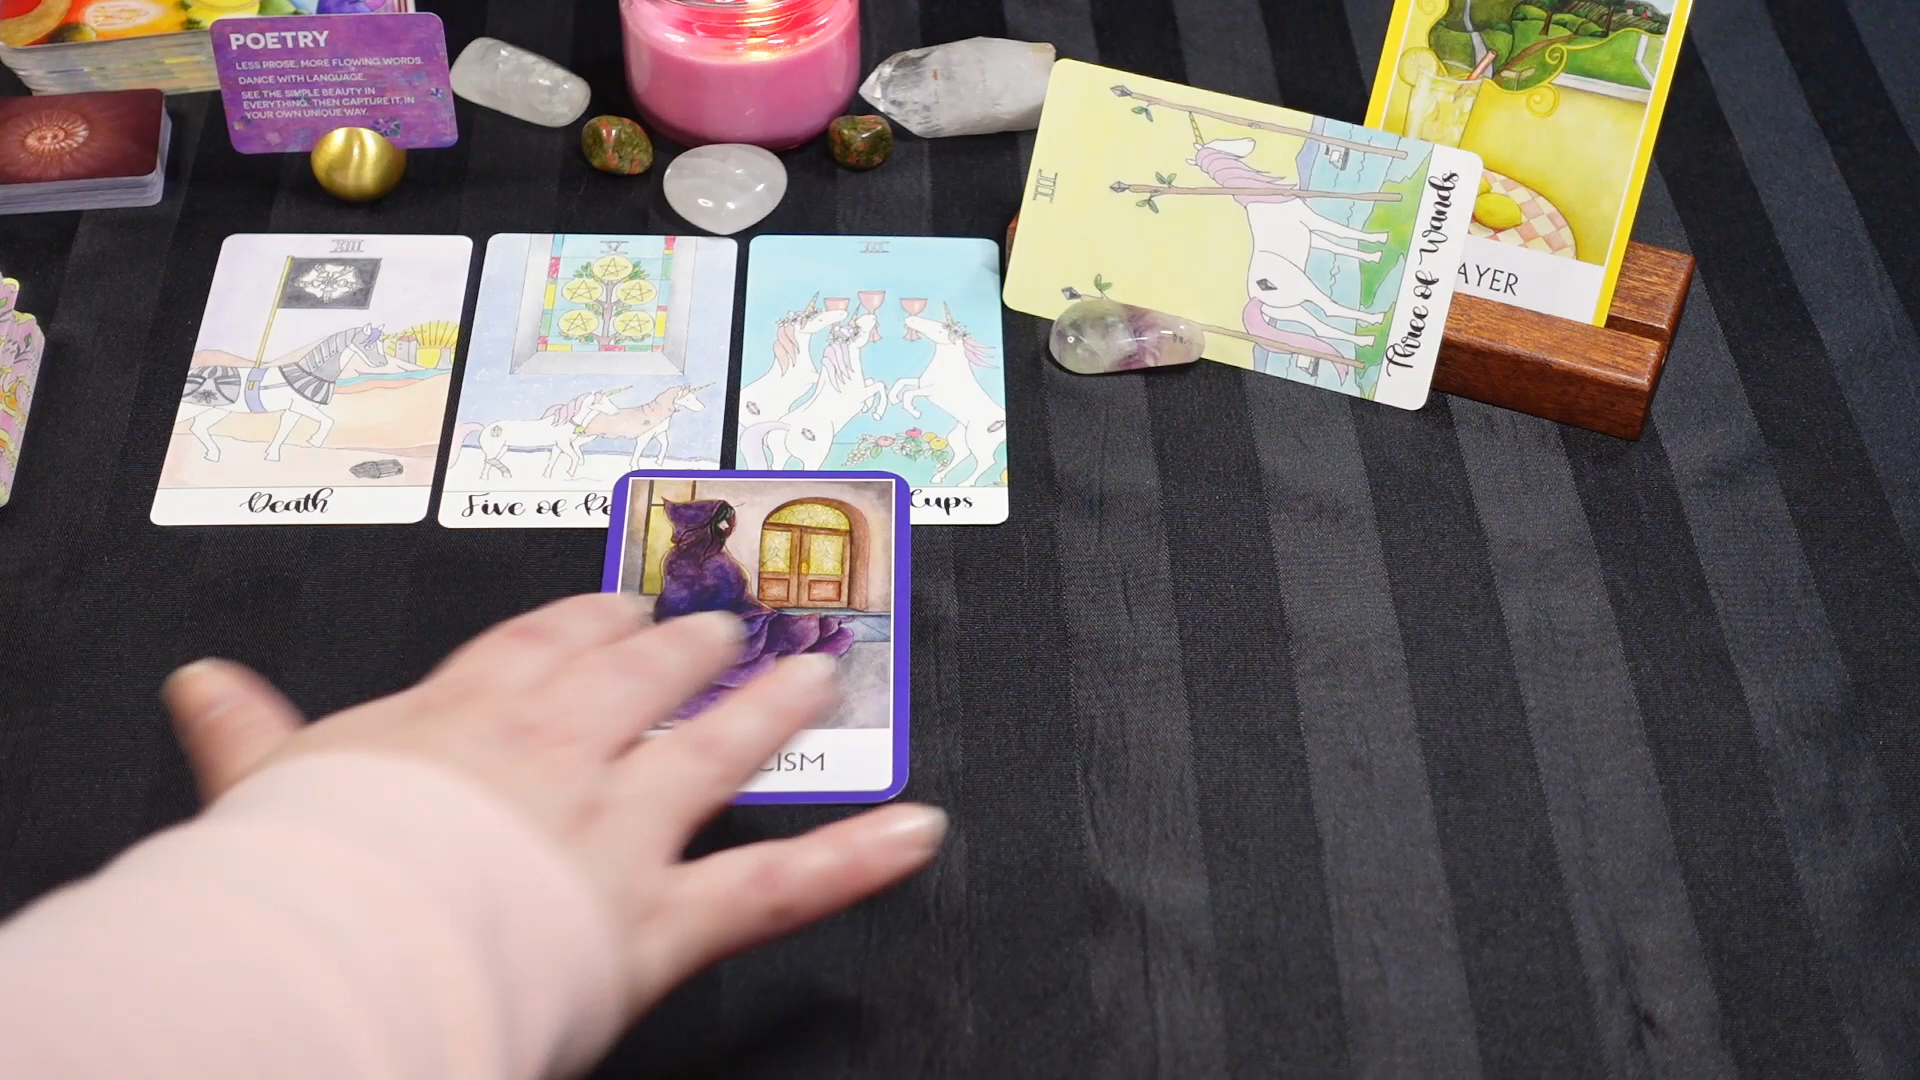 POETRY
LESS PROSE, MORE FLOWING WORDS.
DANCE WITH LANGUAGE.
SEE THE SIMPLE BEAUTY IN
EVERYTHING. THEN CAPTURE IT, IN
YOUR OWN UNIQUE WAY.
XIII
V
III
III
Death
Five of
Cups
Three of Wands
AYER
CISM